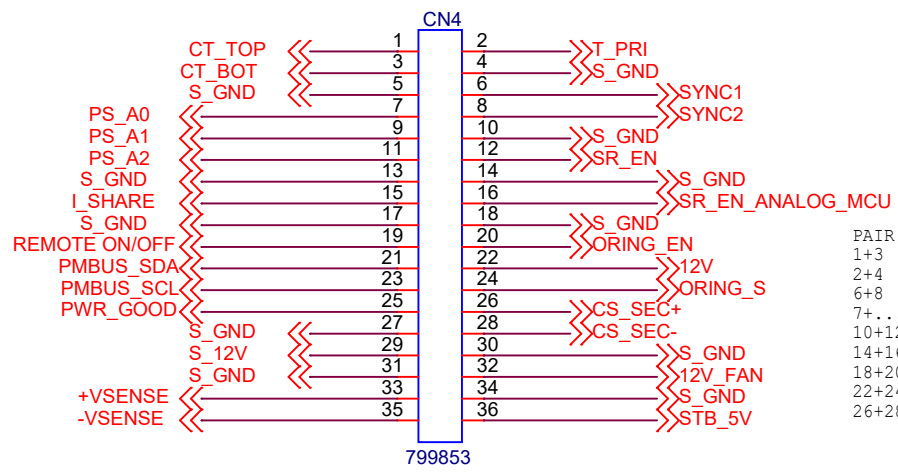 CN4
CT_TOP 1 2 T_PRI
CT_BOT 3 4 S_GND
S_GND 5 6 SYNC1
PS_A0 7 8 SYNC2
PS_A1 9 10 S_GND
PS_A2 11 12 SR_EN
S_GND 13 14 S_GND
I_SHARE 15 16 SR_EN_ANALOG_MCU
S_GND 17 18 S_GND
REMOTE ON/OFF 19 20 ORING_EN
PMBUS_SDA 21 22 12V
PMBUS_SCL 23 24 ORING_S
PWR_GOOD 25 26 CS_SEC+
S_GND 27 28 CS_SEC-
S_12V 29 30 S_GND
S_GND 31 32 12V_FAN
+VSENSE 33 34 S_GND
-VSENSE 35 36 STB_5V
799853
PAIR
1+3
2+4
6+8
7+..
10+12
14+16
18+20
22+24
26+28